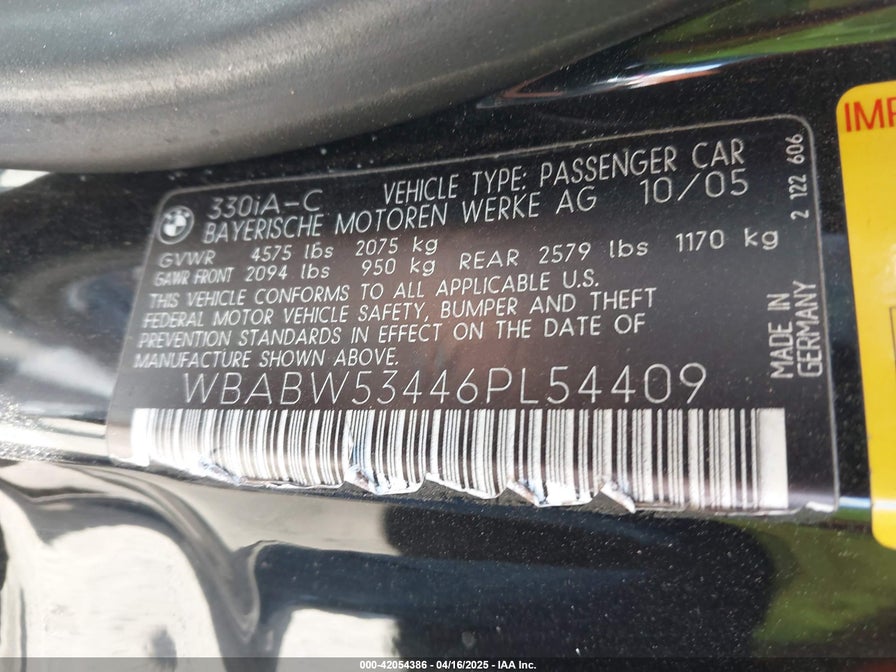 IMP
330iA-C VEHICLE TYPE: PASSENGER CAR
BAYERISCHE MOTOREN WERKE AG 10/05
GVWR 4575 lbs 2075 kg
GAWR FRONT 2094 lbs 950 kg REAR 2579 lbs 1170 kg
THIS VEHICLE CONFORMS TO ALL APPLICABLE U.S.
FEDERAL MOTOR VEHICLE SAFETY, BUMPER AND THEFT
PREVENTION STANDARDS IN EFFECT ON THE DATE OF
MANUFACTURE SHOWN ABOVE.
WBABW53446PL54409
2 122 606
MADE IN
GERMANY
000-42054386 - 04/16/2025 - IAA Inc.